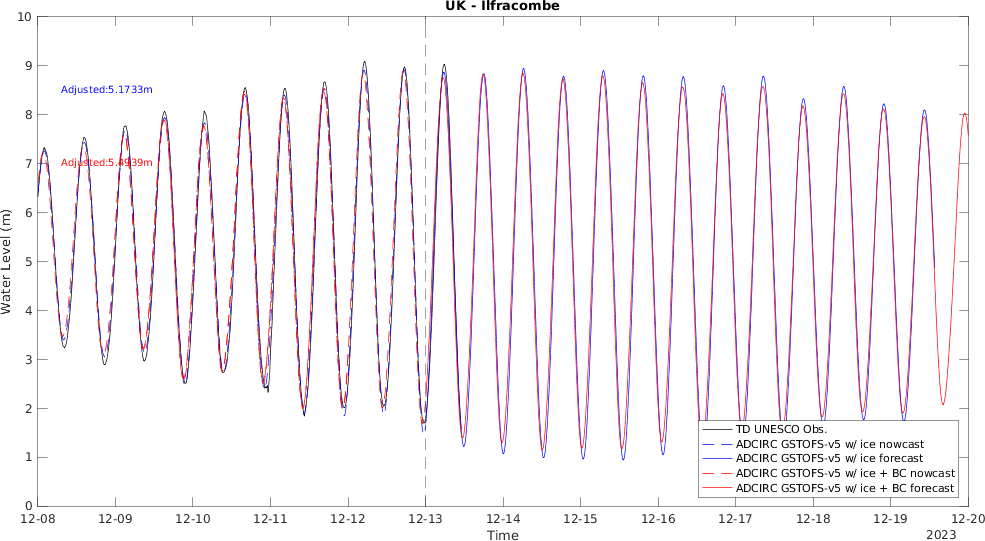 UK - Ilfracombe
Water Level (m)
10
9
8
7
6
5
4
3
2
1
0
Adjusted:5.1733m
Adjusted:5.4939m
TD UNESCO Obs.
ADCIRC GSTOFS-v5 w/ ice nowcast
ADCIRC GSTOFS-v5 w/ ice forecast
ADCIRC GSTOFS-v5 w/ ice + BC nowcast
ADCIRC GSTOFS-v5 w/ ice + BC forecast
12-08 12-09 12-10 12-11 12-12 12-13 12-14 12-15 12-16 12-17 12-18 12-19 12-20
Time
2023